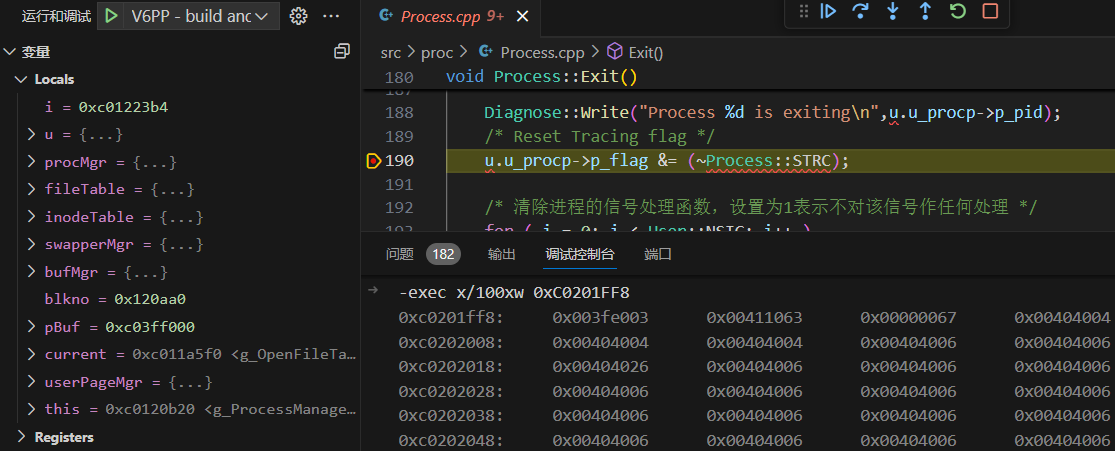 运行和调试 V6PP - build anc
变量
Locals
i = 0xc01223b4
u = {...}
procMgr = {...}
fileTable = {...}
inodeTable = {...}
swapperMgr = {...}
bufMgr = {...}
blkno = 0x120aa0
pBuf = 0xc03ff000
current = 0xc011a5f0 <g_OpenFileTa…
userPageMgr = {...}
this = 0xc0120b20 <g_ProcessManage…
Registers
Process.cpp 9+
src > proc > Process.cpp > Exit()
180 void Process::Exit()
187
188 Diagnose::Write("Process %d is exiting\n",u.u_procp->p_pid);
189 /* Reset Tracing flag */
190 u.u_procp->p_flag &= (~Process::STRC);
191
192 /* 清除进程的信号处理函数，设置为1表示不对该信号作任何处理 */
193 for ( i = 0; i < User::NSIG; i++ )
问题 182 输出 调试控制台 端口
-exec x/100xw 0xC0201FF8
0xc0201ff8: 0x003fe003 0x00411063 0x00000067 0x00404004
0xc0202008: 0x00404004 0x00404004 0x00404006 0x00404006
0xc0202018: 0x00404026 0x00404006 0x00404006 0x00404006
0xc0202028: 0x00404006 0x00404006 0x00404006 0x00404006
0xc0202038: 0x00404006 0x00404006 0x00404006 0x00404006
0xc0202048: 0x00404006 0x00404006 0x00404006 0x00404006